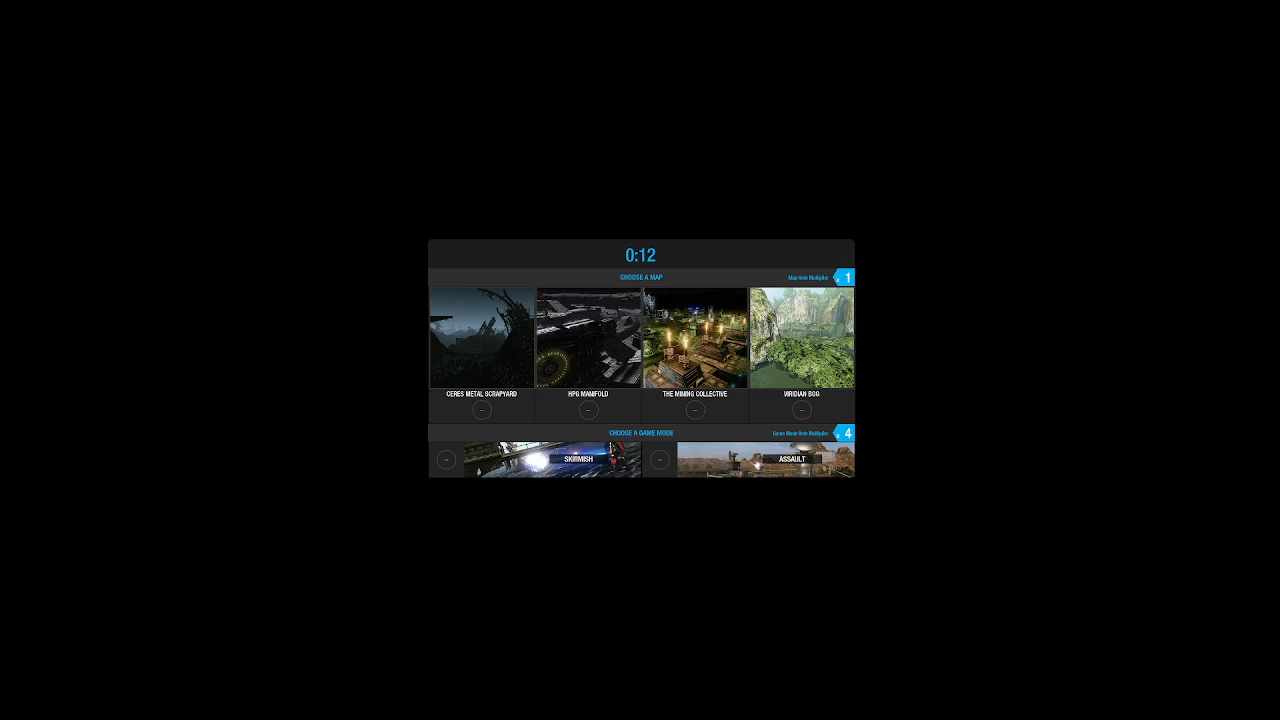 0:12
CHOOSE A MAP
Map Vote Multiplier
1
CERES METAL SCRAPYARD
HPG MANIFOLD
THE MINING COLLECTIVE
VIRIDIAN BOG
--
--
--
--
CHOOSE A GAME MODE
Game Mode Vote Multiplier
4
--
SKIRMISH
--
ASSAULT